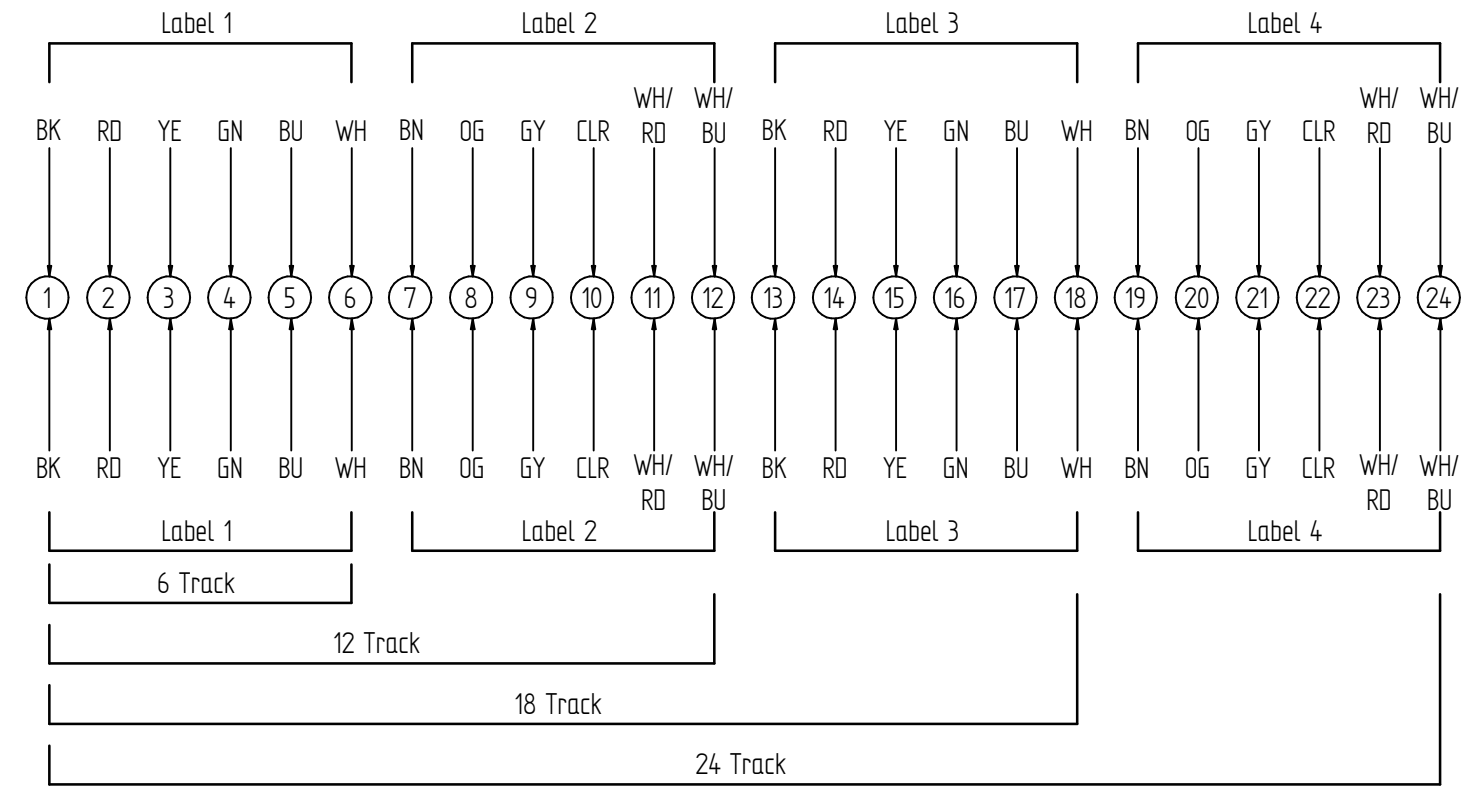 Label 1 Label 2 Label 3 Label 4
WH/ WH/ WH/ WH/
BK RD YE GN BU WH BN OG GY CLR RD BU BK RD YE GN BU WH BN OG GY CLR RD BU
1 2 3 4 5 6 7 8 9 10 11 12 13 14 15 16 17 18 19 20 21 22 23 24
BK RD YE GN BU WH BN OG GY CLR WH/ WH/ BK RD YE GN BU WH BN OG GY CLR WH/ WH/
RD BU RD BU
Label 1 Label 2 Label 3 Label 4
6 Track
12 Track
18 Track
24 Track